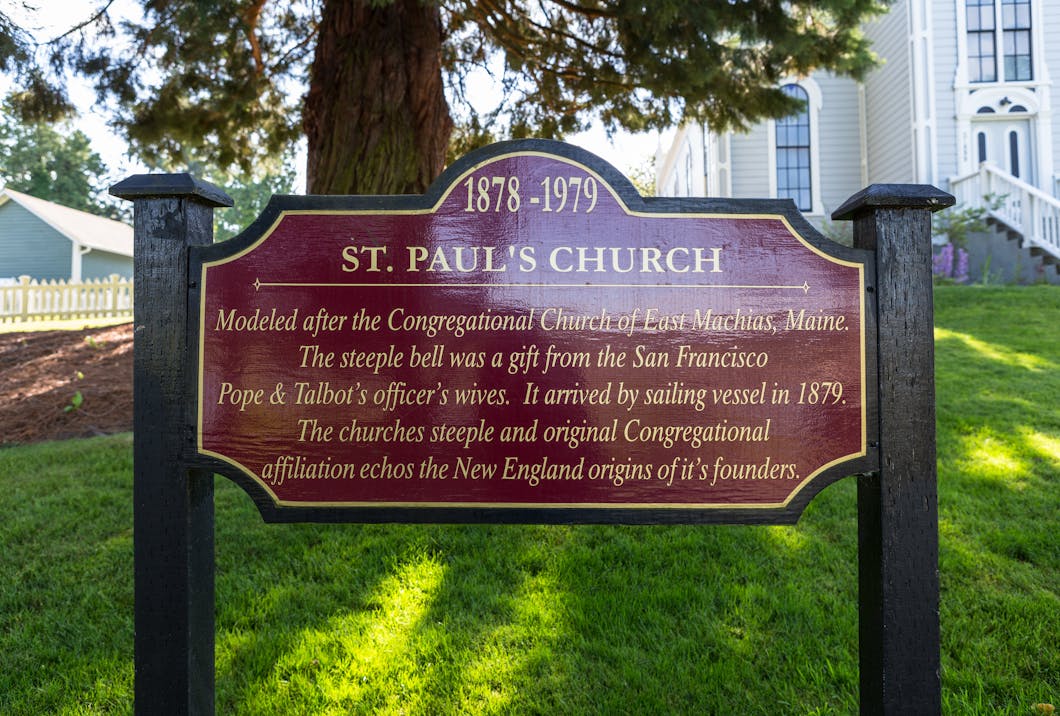 1878 -1979
ST. PAUL'S CHURCH
Modeled after the Congregational Church of East Machias, Maine.
The steeple bell was a gift from the San Francisco
Pope & Talbot's officer's wives. It arrived by sailing vessel in 1879.
The churches steeple and original Congregational
affiliation echos the New England origins of it's founders.